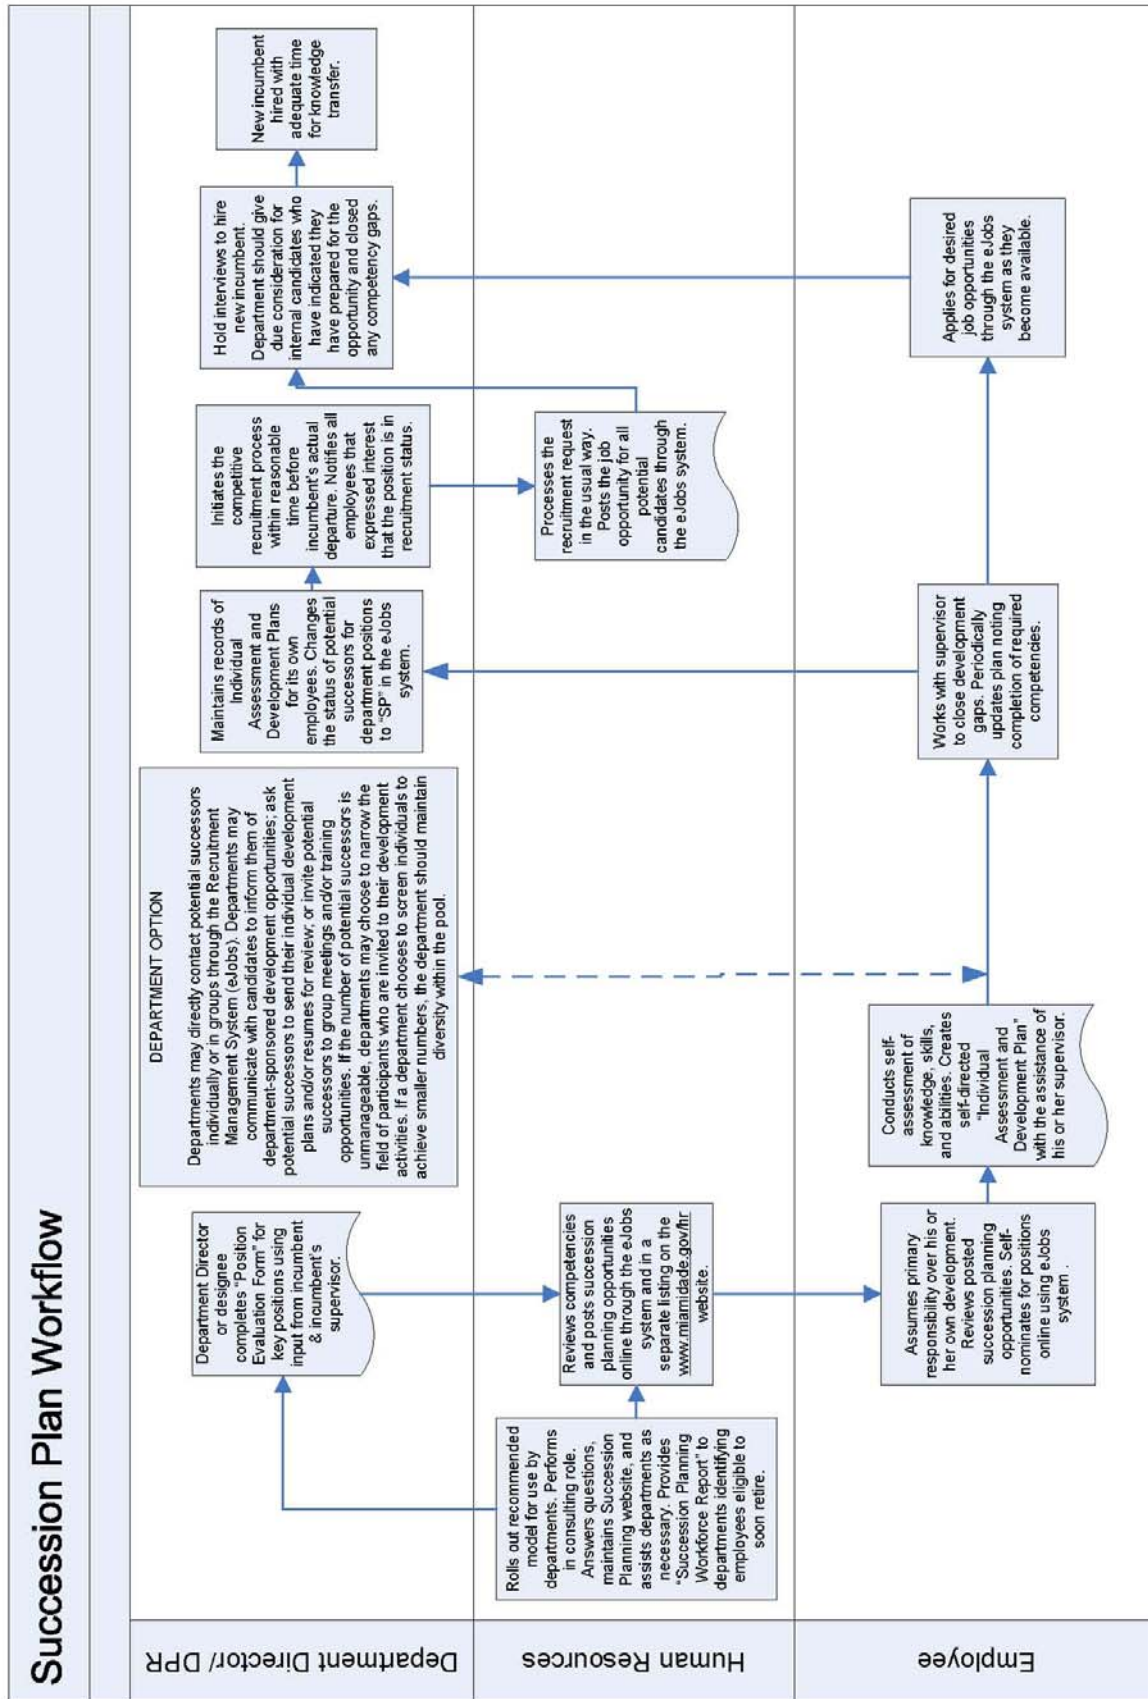 Succession Plan Workflow
Department Director/ DPR
Department Director
or designee
completes “Position
Evaluation Form” for
key positions using
input from incumbent
& incumbent's
supervisor.
DEPARTMENT OPTION
Departments may directly contact potential successors
individually or in groups through the Recruitment
Management System (eJobs). Departments may
communicate with candidates to inform them of
department-sponsored development opportunities; ask
potential successors to send their individual development
plans and/or resumes for review; or invite potential
successors to group meetings and/or training
opportunities. If the number of potential successors is
unmanageable, departments may choose to narrow the
field of participants who are invited to their development
activities. If a department chooses to screen individuals to
achieve smaller numbers, the department should maintain
diversity within the pool.
Maintains records of
Individual
Assessment and
Development Plans
for its own
employees. Changes
the status of potential
successors for
department positions
to “SP” in the eJobs
system.
Initiates the
competitive
recruitment process
within reasonable
time before
incumbent's actual
departure. Notifies all
employees that
expressed interest
that the position is in
recruitment status.
Hold interviews to hire
new incumbent.
Department should give
due consideration for
internal candidates who
have indicated they
have prepared for the
opportunity and closed
any competency gaps.
New incumbent
hired with
adequate time
for knowledge
transfer.
Human Resources
Rolls out recommended
model for use by
departments. Performs
in consulting role.
Answers questions,
maintains Succession
Planning website, and
assists departments as
necessary. Provides
“Succession Planning
Workforce Report” to
departments identifying
employees eligible to
soon retire.
Reviews competencies
and posts succession
planning opportunities
online through the eJobs
system and in a
separate listing on the
www.miamidade.gov/hr
website.
Processes the
recruitment request
in the usual way.
Posts the job
opportunity for all
potential
candidates through
the eJobs system.
Employee
Assumes primary
responsibility over his or
her own development.
Reviews posted
succession planning
opportunities. Self-
nominates for positions
online using eJobs
system .
Conducts self-
assessment of
knowledge, skills,
and abilities. Creates
self-directed
“Individual
Assessment and
Development Plan”
with the assistance of
his or her supervisor.
Works with supervisor
to close development
gaps. Periodically
updates plan noting
completion of required
competencies.
Applies for desired
job opportunities
through the eJobs
system as they
become available.